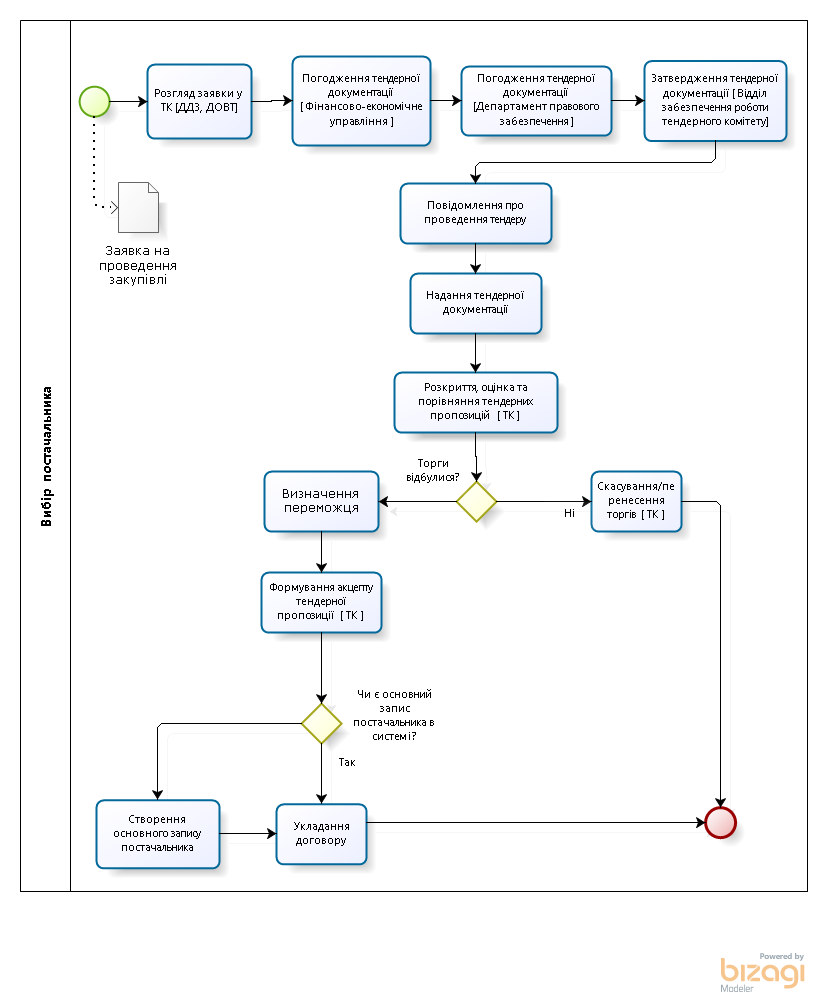 Вибір постачальника
Розгляд заявки у
ТК [ДДЗ, ДОВТ]
Погодження тендерної
документації
[ Фінансово-економічне
управління ]
Погодження тендерної
документації
[Департамент правового
забезпечення ]
Затвердження тендерної
документації [ Відділ
забезпечення роботи
тендерного комітету]
Заявка на
проведення
закупівлі
Повідомлення про
проведення тендеру
Надання тендерної
документації
Розкриття, оцінка та
порівняння тендерних
пропозицій [ ТК ]
Торги
відбулися?
Визначення
переможця
Ні
Скасування/пе
ренесення
торгів [ ТК ]
Формування акцепту
тендерної
пропозиції [ ТК ]
Чи є основний
запис
постачальника в
системі?
Так
Створення
основного запису
постачальника
Укладання
договору
Powered by
bizagi
Modeler